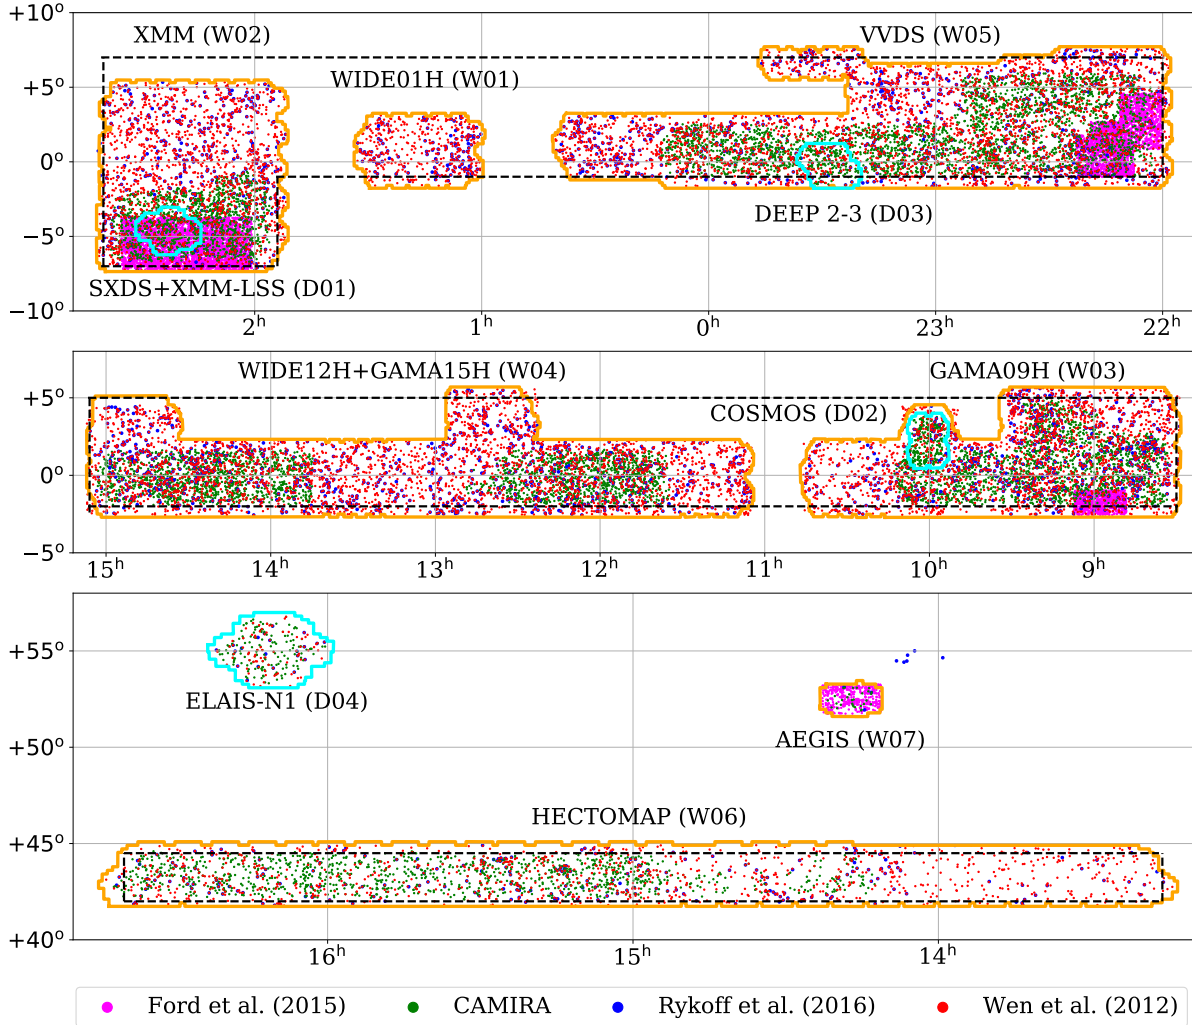 +10°
XMM (W02)
VVDS (W05)
WIDE01H (W01)
+5°
0°
DEEP 2-3 (D03)
−5°
SXDS+XMM-LSS (D01)
−10°
2ʰ 1ʰ 0ʰ 23ʰ 22ʰ
WIDE12H+GAMA15H (W04) GAMA09H (W03)
+5°
COSMOS (D02)
0°
−5°
15ʰ 14ʰ 13ʰ 12ʰ 11ʰ 10ʰ 9ʰ
+55°
ELAIS-N1 (D04)
AEGIS (W07)
+50°
HECTOMAP (W06)
+45°
+40°
16ʰ 15ʰ 14ʰ
Ford et al. (2015) CAMIRA Rykoff et al. (2016) Wen et al. (2012)